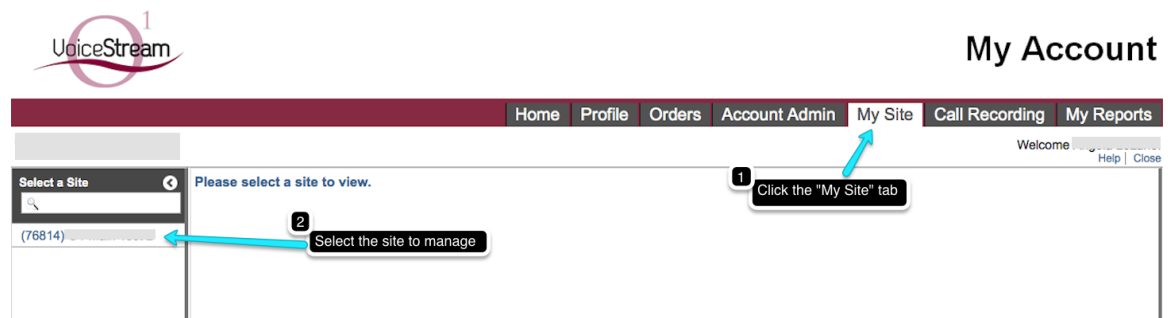 1
VoiceStream
My Account
Home Profile Orders Account Admin My Site Call Recording My Reports
Welcome
Help | Close
Select a Site
Please select a site to view.
1
Click the "My Site" tab
(76814)
2
Select the site to manage